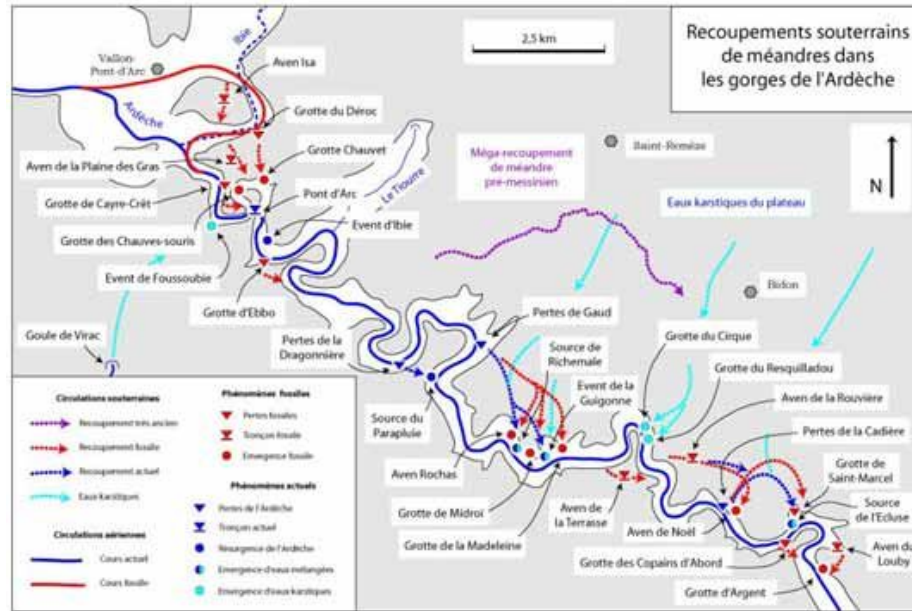 Recoupements souterrains
de méandres dans
les gorges de l'Ardèche
2,5 km
N
Vallon-
Pont-d'Arc
Ibie
Aven Isa
Ardèche
Grotte du Déroc
Aven de la Plaine des Gras
Grotte Chauvet
Le Tiourre
Grotte de Cayre-Crêt
Pont d'Arc
Grotte des Chauves-souris
Event d'Ibie
Event de Foussoubie
Grotte d'Ebbo
Goule de Virac
Pertes de la
Dragonnière
Méga-recoupement
de méandre
pré-messinien
Saint-Remèze
Eaux karstiques du plateau
Bidon
Pertes de Gaud
Grotte du Cirque
Source de
Richemale
Grotte du Resquilladou
Event de la
Guigonne
Aven de la Rouvière
Source du
Parapluie
Pertes de la Cadière
Aven Rochas
Grotte de
Saint-Marcel
Grotte de Midroï
Aven de
la Terrasse
Source
de l'Ecluse
Grotte de la Madeleine
Aven de Noël
Aven du
Louby
Grotte des Copains d'Abord
Grotte d'Argent
Circulations souterraines
Recoupement très ancien
Recoupement fossile
Recoupement actuel
Eaux karstiques
Circulations aériennes
Cours actuel
Cours fossile
Phénomènes fossiles
Pertes fossiles
Tronçon fossile
Emergence fossile
Phénomènes actuels
Pertes de l'Ardèche
Tronçon actuel
Résurgence de l'Ardèche
Emergence d'eaux mélangées
Emergence d'eaux karstiques